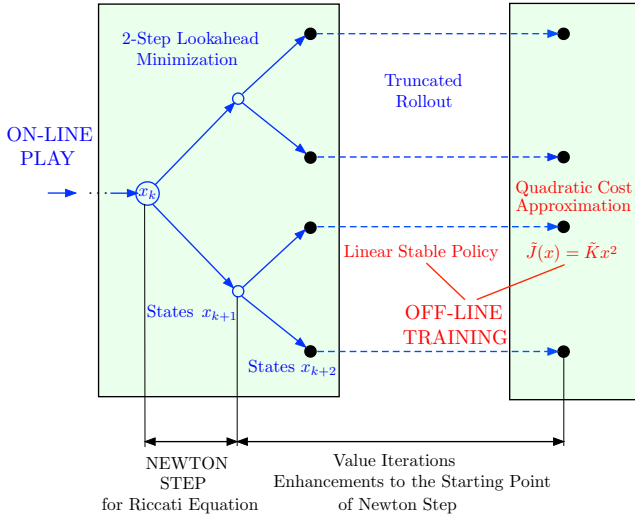 2-Step Lookahead
Minimization
Truncated
Rollout
ON-LINE
PLAY
x_k
Quadratic Cost
Approximation
Linear Stable Policy
J̃(x) = K̃x²
States x_{k+1}
OFF-LINE
TRAINING
States x_{k+2}
NEWTON
STEP
for Riccati Equation
Value Iterations
Enhancements to the Starting Point
of Newton Step